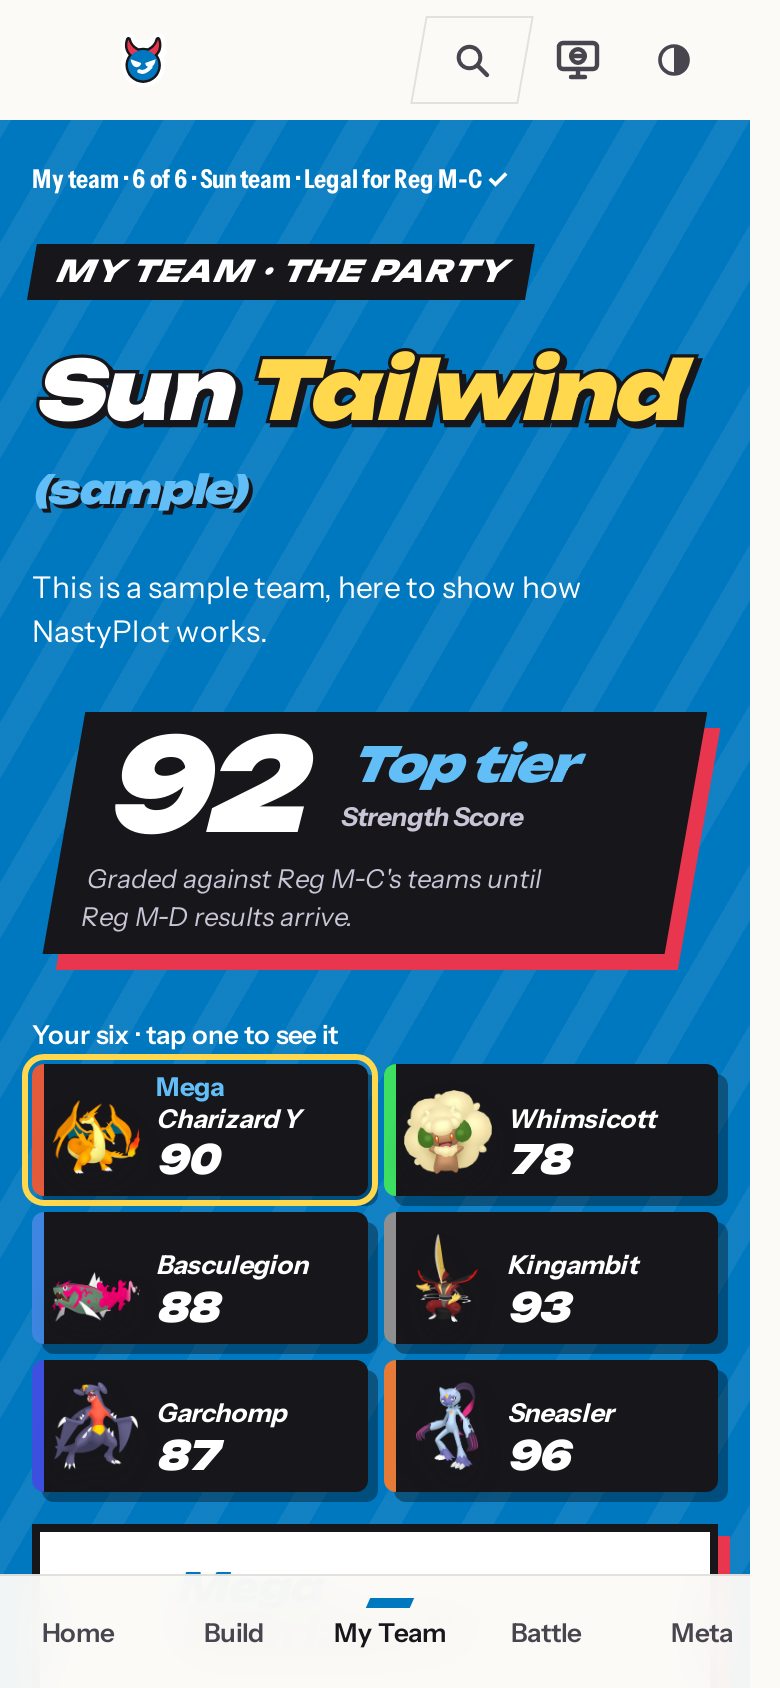 My team · 6 of 6 · Sun team · Legal for Reg M-C ✓
MY TEAM · THE PARTY
Sun Tailwind
(sample)
This is a sample team, here to show how
NastyPlot works.
92 Top tier
Strength Score
Graded against Reg M-C's teams until
Reg M-D results arrive.
Your six · tap one to see it
Mega
Charizard Y
90
Whimsicott
78
Basculegion
88
Kingambit
93
Garchomp
87
Sneasler
96
Mega
Home Build My Team Battle Meta